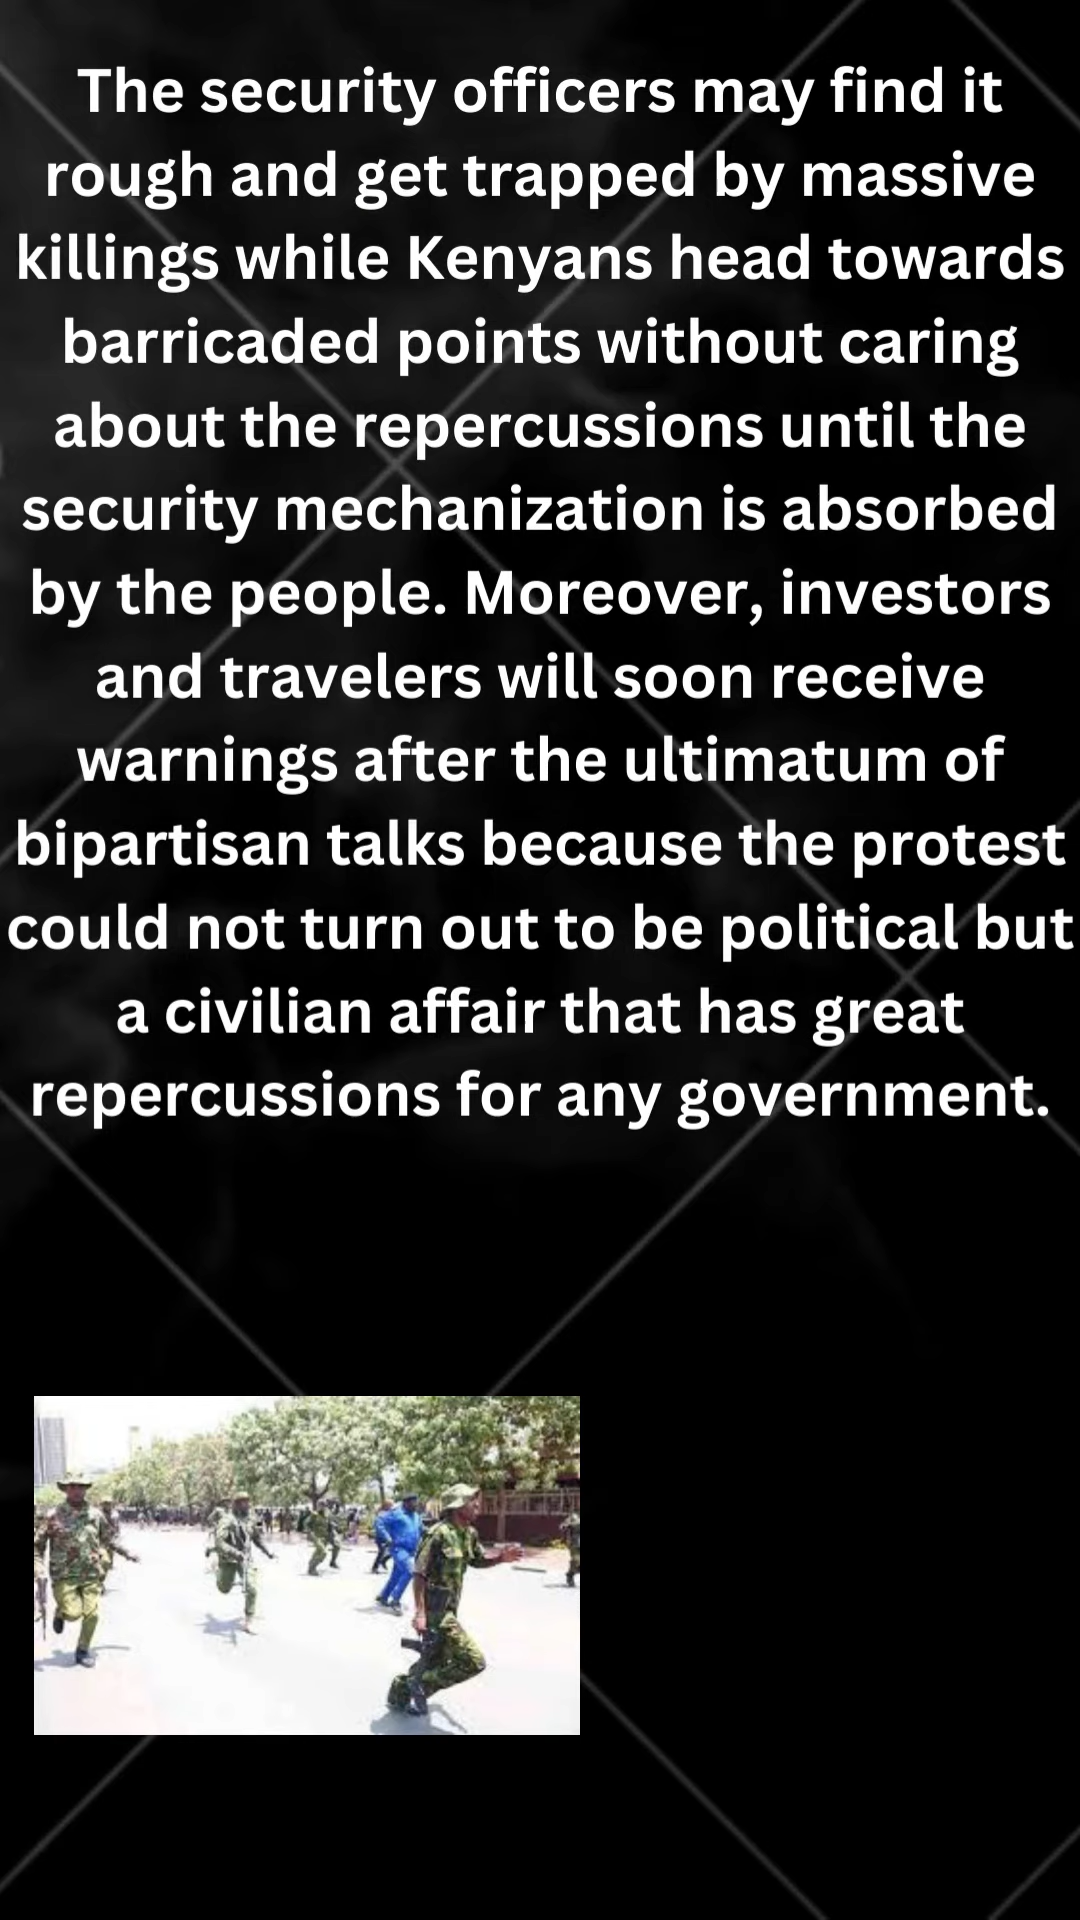 The security officers may find it
rough and get trapped by massive
killings while Kenyans head towards
barricaded points without caring
about the repercussions until the
security mechanization is absorbed
by the people. Moreover, investors
and travelers will soon receive
warnings after the ultimatum of
bipartisan talks because the protest
could not turn out to be political but
a civilian affair that has great
repercussions for any government.